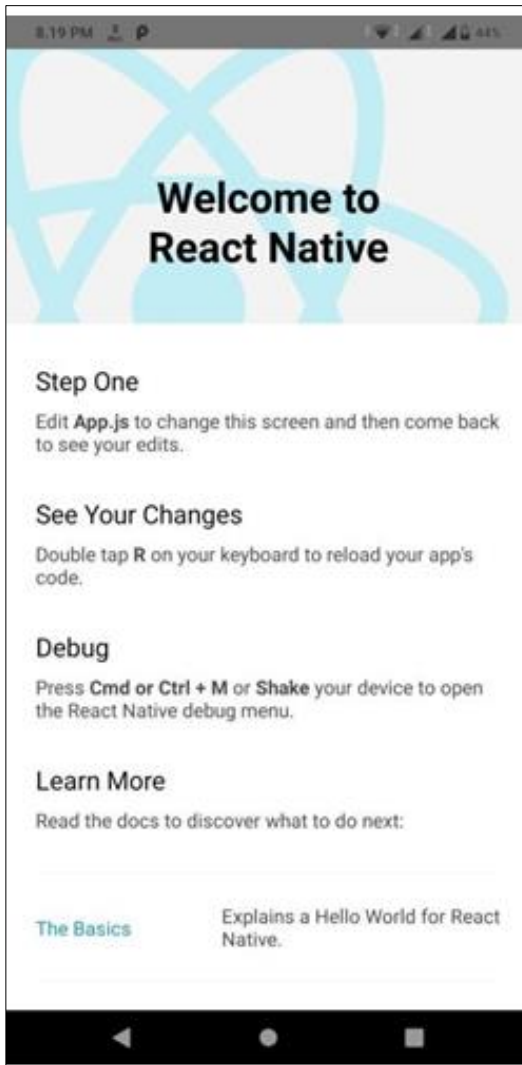 8.19 PM
44%
Welcome to
React Native
Step One
Edit App.js to change this screen and then come back
to see your edits.
See Your Changes
Double tap R on your keyboard to reload your app's
code.
Debug
Press Cmd or Ctrl + M or Shake your device to open
the React Native debug menu.
Learn More
Read the docs to discover what to do next:
The Basics
Explains a Hello World for React
Native.